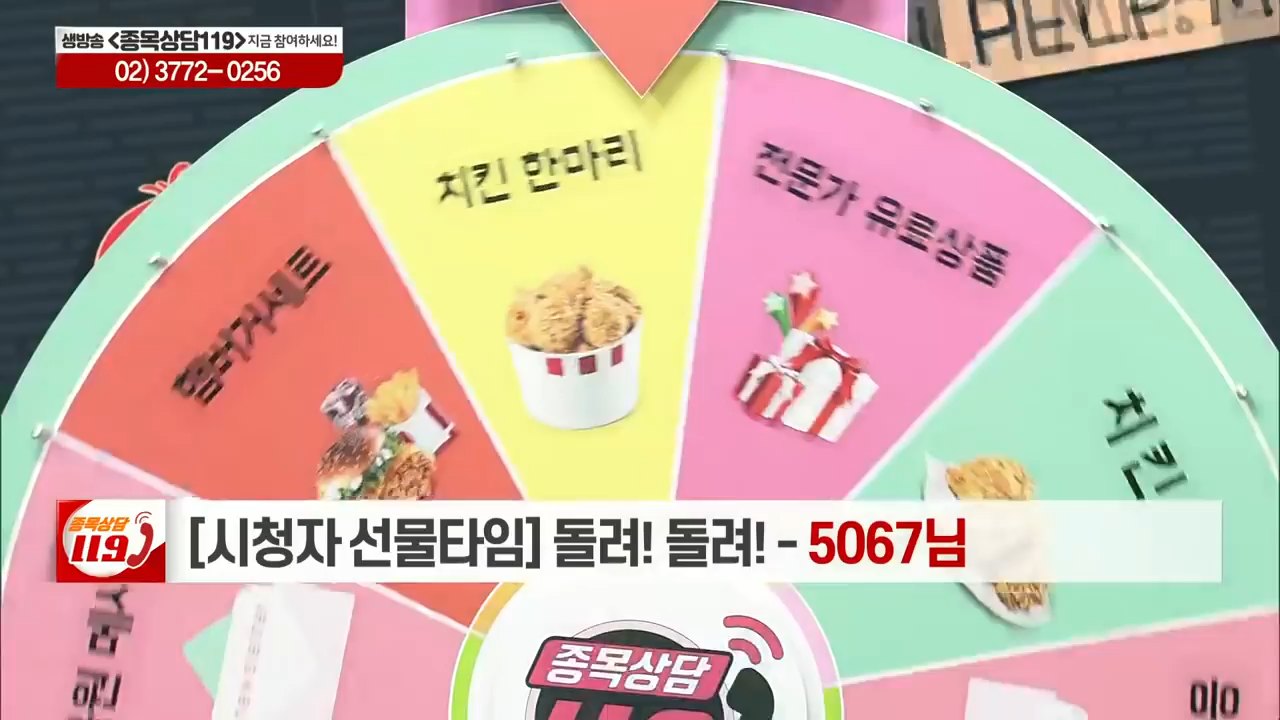 생방송 <종목상담119> 지금 참여하세요!
02) 3772-0256
치킨 한마리
전문가 유료상품
햄버거세트
치킨
종목상담
119
[시청자 선물타임] 돌려! 돌려! - 5067님
종목상담